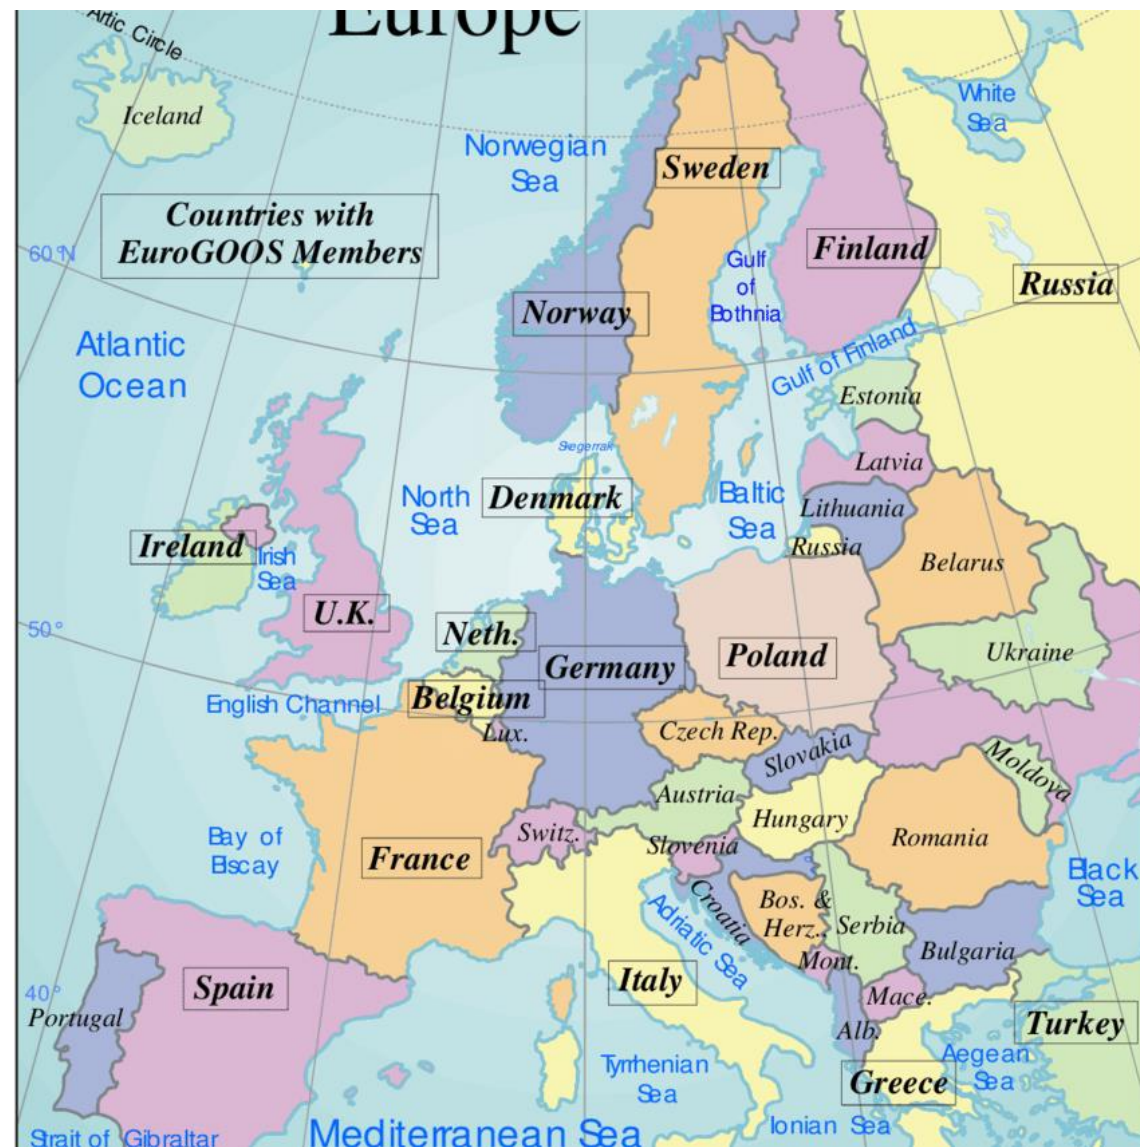 Europe
Artic Circle
Iceland
White
Sea
Norwegian
Sea
Sweden
Countries with
EuroGOOS Members
60°N
Finland
Gulf
of
Bothnia
Russia
Norway
Atlantic
Ocean
Gulf of Finland
Estonia
Skegerrak
Latvia
North
Sea
Denmark
Baltic
Sea
Lithuania
Ireland
Irish
Sea
Russia
Belarus
U.K.
50°
Neth.
Germany
Poland
Ukraine
English Channel
Belgium
Lux.
Czech Rep.
Slovakia
Moldova
Austria
Hungary
Bay of
Biscay
France
Switz.
Slovenia
Romania
Black
Sea
Croatia
Bos. &
Herz..
Serbia
Adriatic Sea
Bulgaria
Mont.
Spain
Italy
40°
Portugal
Mace.
Alb.
Turkey
Tyrrhenian
Sea
Greece
Aegean
Sea
Strait of Gibraltar
Mediterranean Sea
Ionian Sea